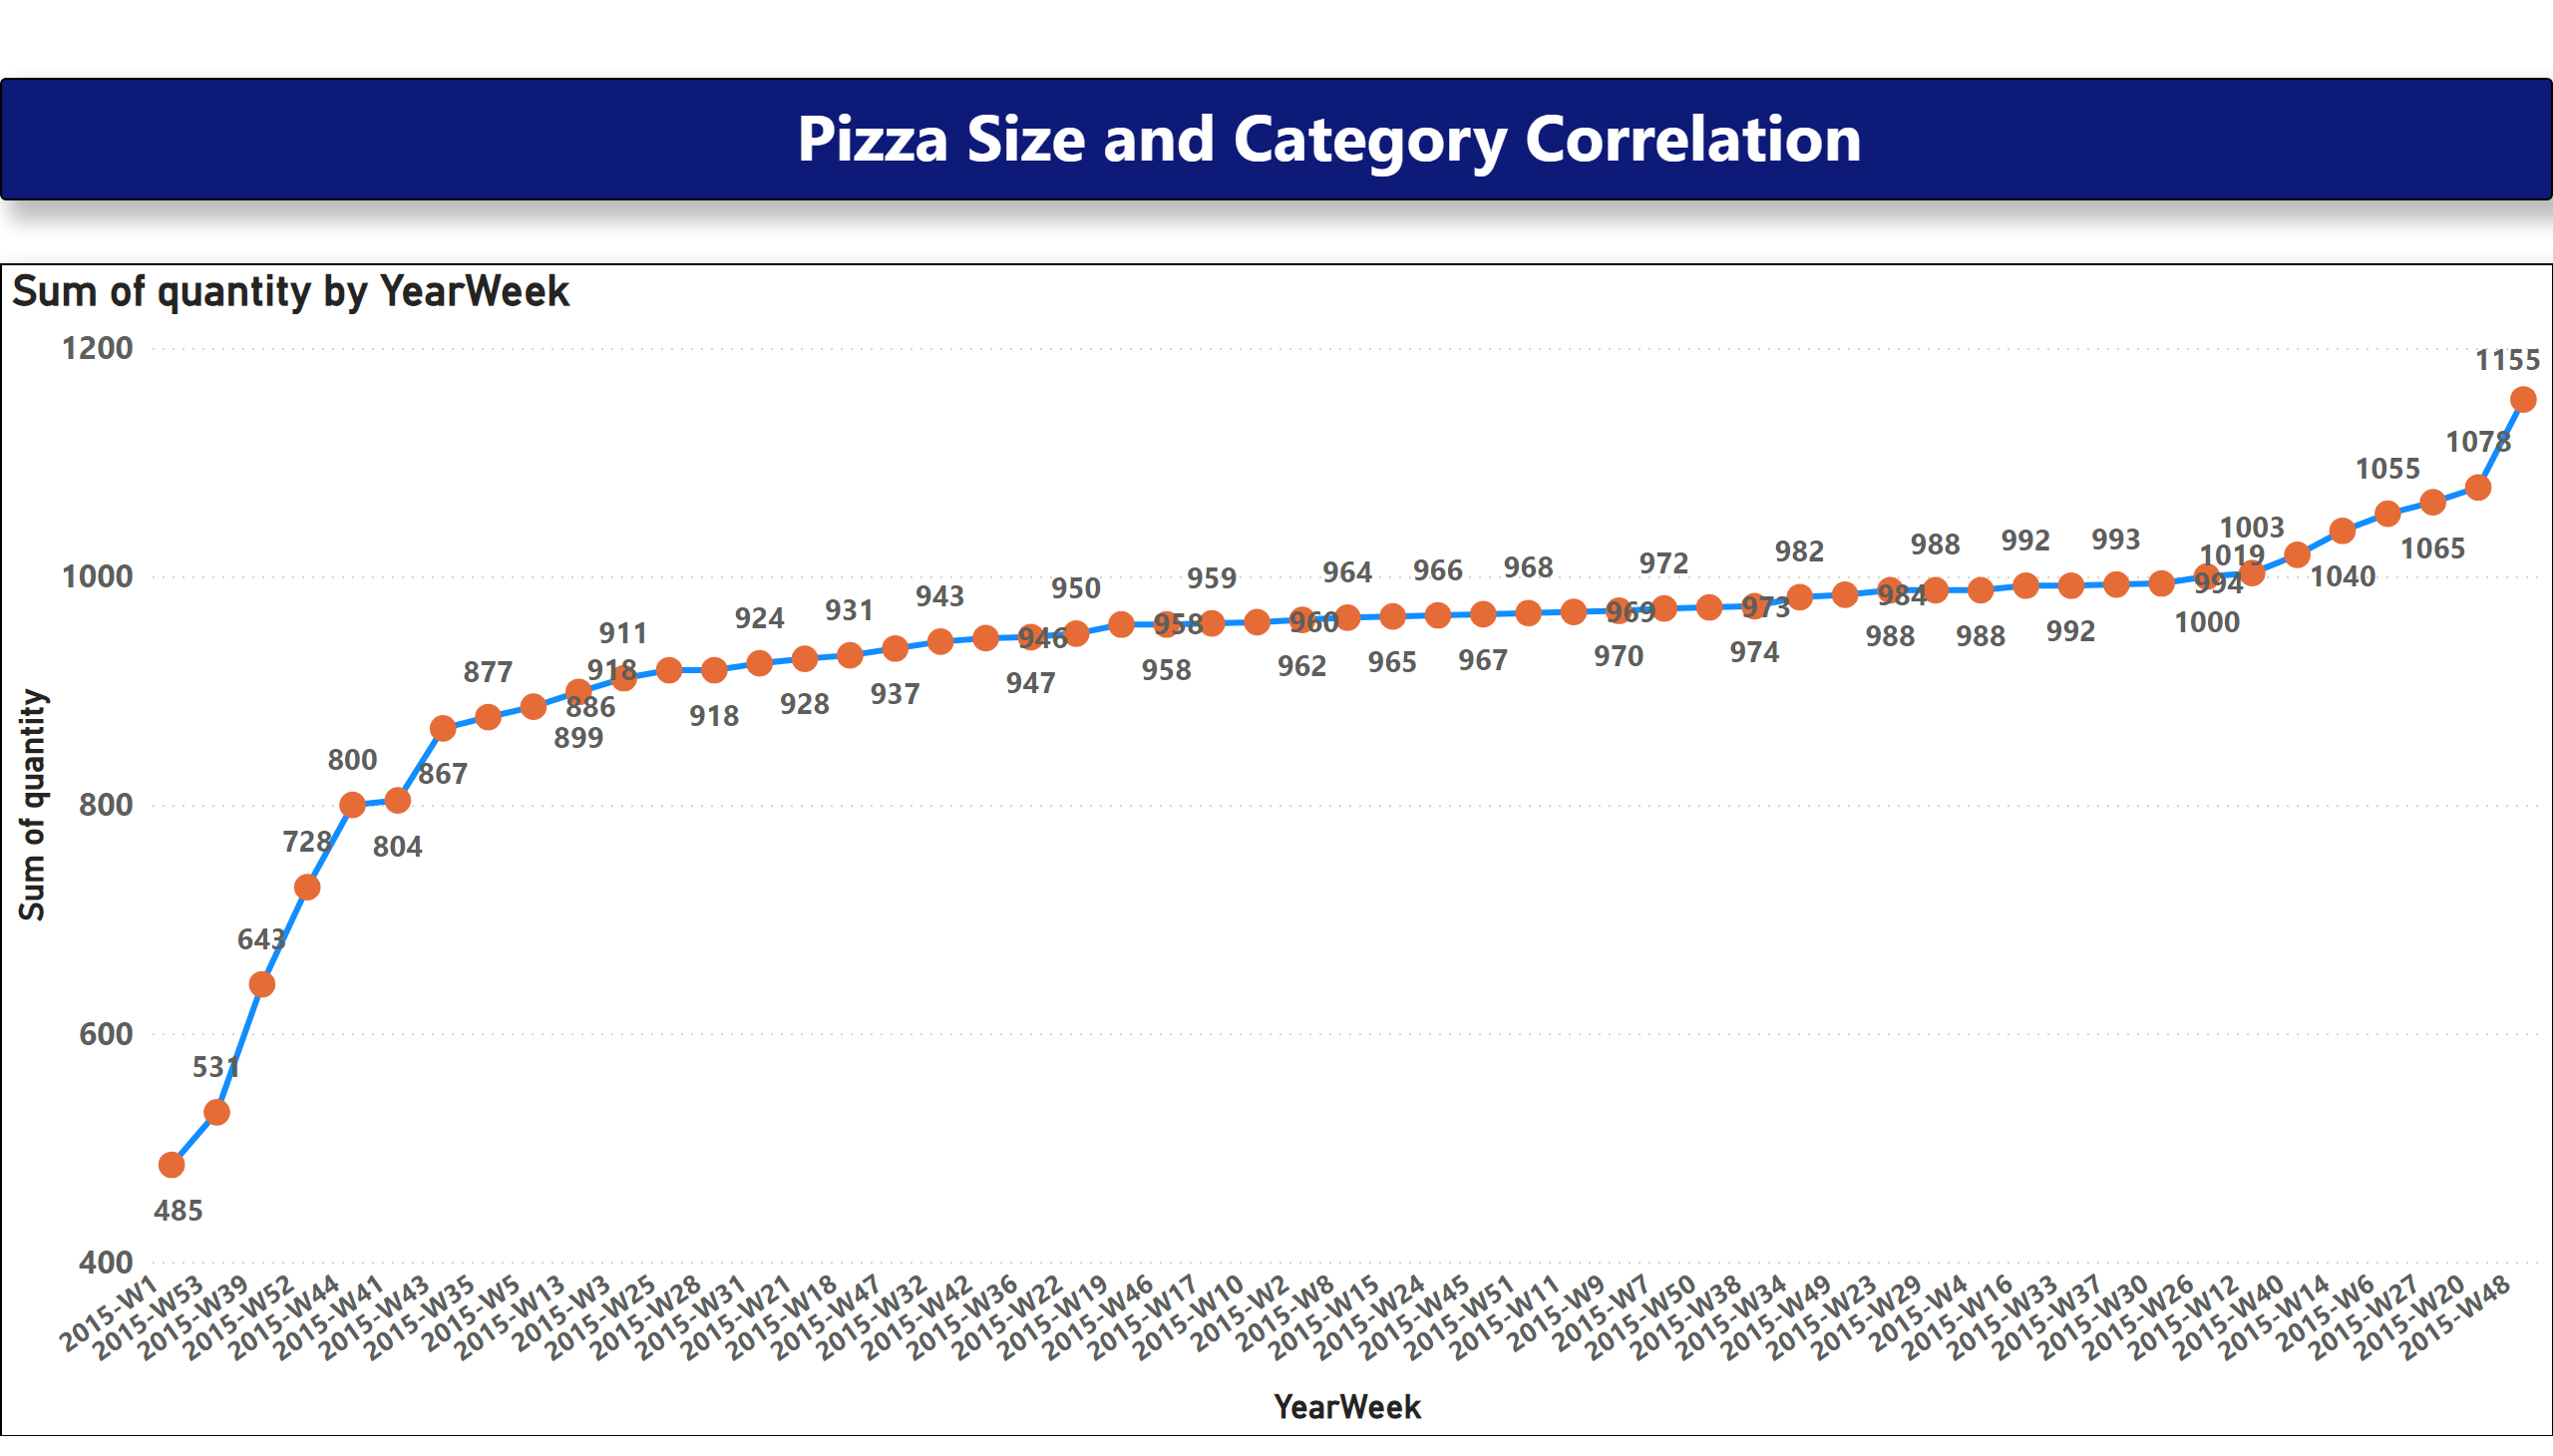 Pizza Size and Category Correlation
Sum of quantity by YearWeek
1200
1000
800
600
400
Sum of quantity
485
531
643
728
800
804
867
877
886
899
911
918
918
924
928
931
937
943
946
947
950
958
958
959
960
962
964
965
966
967
968
969
970
972
973
974
982
984
988
988
988
992
992
993
994
1000
1003
1019
1040
1055
1065
1078
1155
2015-W1
2015-W53
2015-W39
2015-W52
2015-W44
2015-W41
2015-W43
2015-W35
2015-W5
2015-W13
2015-W3
2015-W25
2015-W28
2015-W31
2015-W21
2015-W18
2015-W47
2015-W32
2015-W42
2015-W36
2015-W22
2015-W19
2015-W46
2015-W17
2015-W10
2015-W2
2015-W8
2015-W15
2015-W24
2015-W45
2015-W51
2015-W11
2015-W9
2015-W7
2015-W50
2015-W38
2015-W34
2015-W49
2015-W23
2015-W29
2015-W4
2015-W16
2015-W33
2015-W37
2015-W30
2015-W26
2015-W12
2015-W40
2015-W14
2015-W6
2015-W27
2015-W20
2015-W48
YearWeek